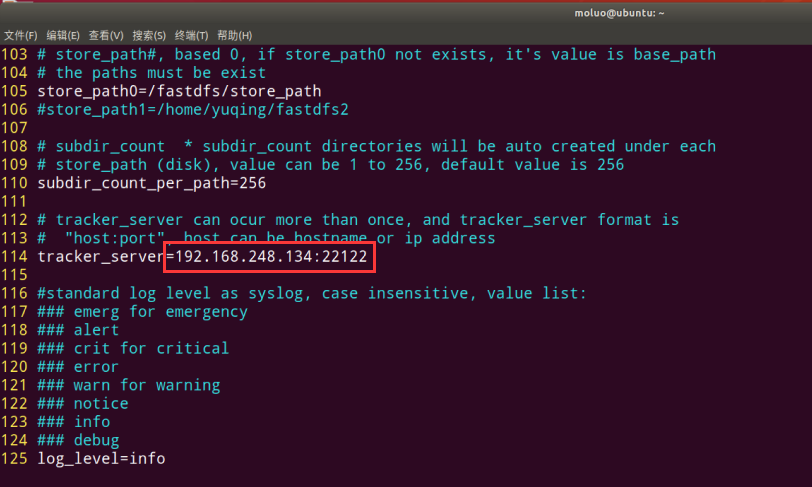 moluo@ubuntu: ~
文件(F) 编辑(E) 查看(V) 搜索(S) 终端(T) 帮助(H)
103 # store_path#, based 0, if store_path0 not exists, it's value is base_path
104 # the paths must be exist
105 store_path0=/fastdfs/store_path
106 #store_path1=/home/yuqing/fastdfs2
107
108 # subdir_count  * subdir_count directories will be auto created under each
109 # store_path (disk), value can be 1 to 256, default value is 256
110 subdir_count_per_path=256
111
112 # tracker_server can ocur more than once, and tracker_server format is
113 #  "host:port", host can be hostname or ip address
114 tracker_server=192.168.248.134:22122
115
116 #standard log level as syslog, case insensitive, value list:
117 ### emerg for emergency
118 ### alert
119 ### crit for critical
120 ### error
121 ### warn for warning
122 ### notice
123 ### info
124 ### debug
125 log_level=info